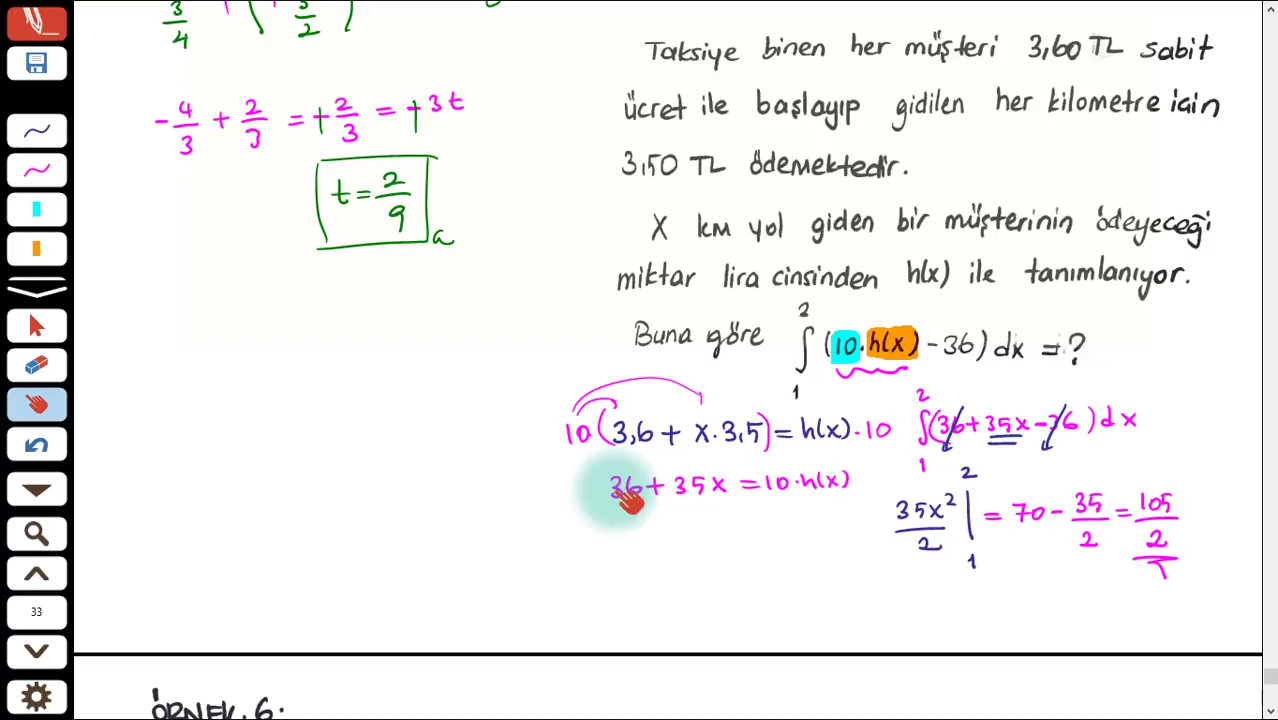 3/4 ( 3/2 )
-4/3 + 2/3 = +2/3 = +3t
t = 2/9
a
Taksiye binen her müşteri 3,60 TL sabit
ücret ile başlayıp gidilen her kilometre için
3,50 TL ödemektedir.
X km yol giden bir müşterinin ödeyeceği
miktar lira cinsinden h(x) ile tanımlanıyor.
Buna göre ∫₁² (10.h(x) - 36) dx = ?
10(3,6 + x.3,5) = h(x).10
36 + 35x = 10.h(x)
∫₁² (36 + 35x - 36) dx
35x²/2 |₁² = 70 - 35/2 = 105/2
33
ÖRNEK.6.